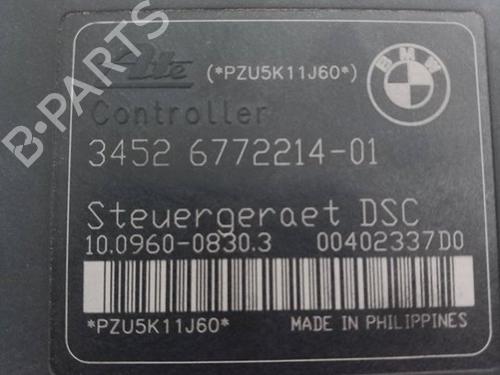 Ate (*PZU5K11J60*) BMW
Controller
3452 6772214-01
Steuergeraet DSC
10.0960-0830.3 00402337D0
*PZU5K11J60* MADE IN PHILIPPINES
B-PARTS